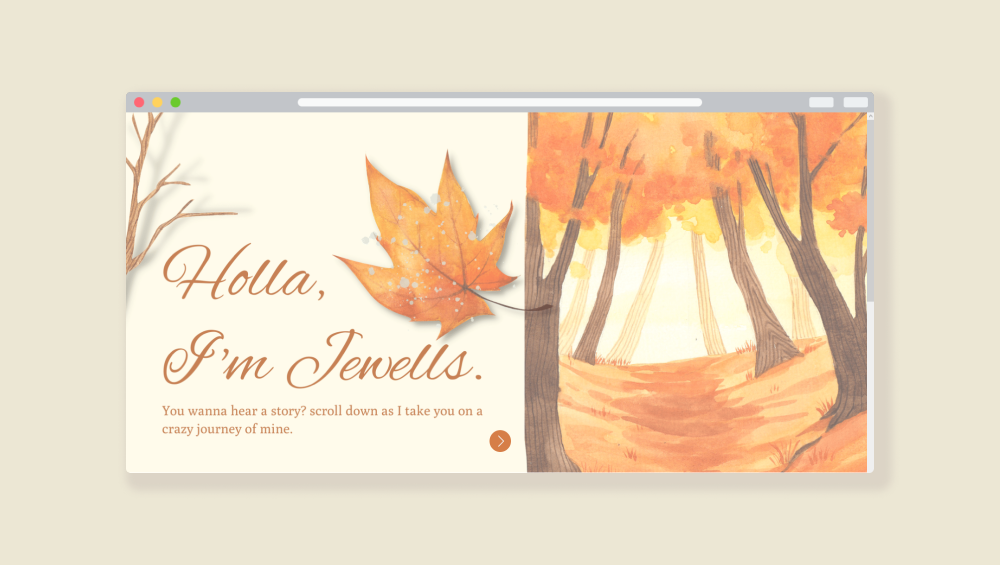 Holla,
I'm Jewells.
You wanna hear a story? scroll down as I take you on a
crazy journey of mine.